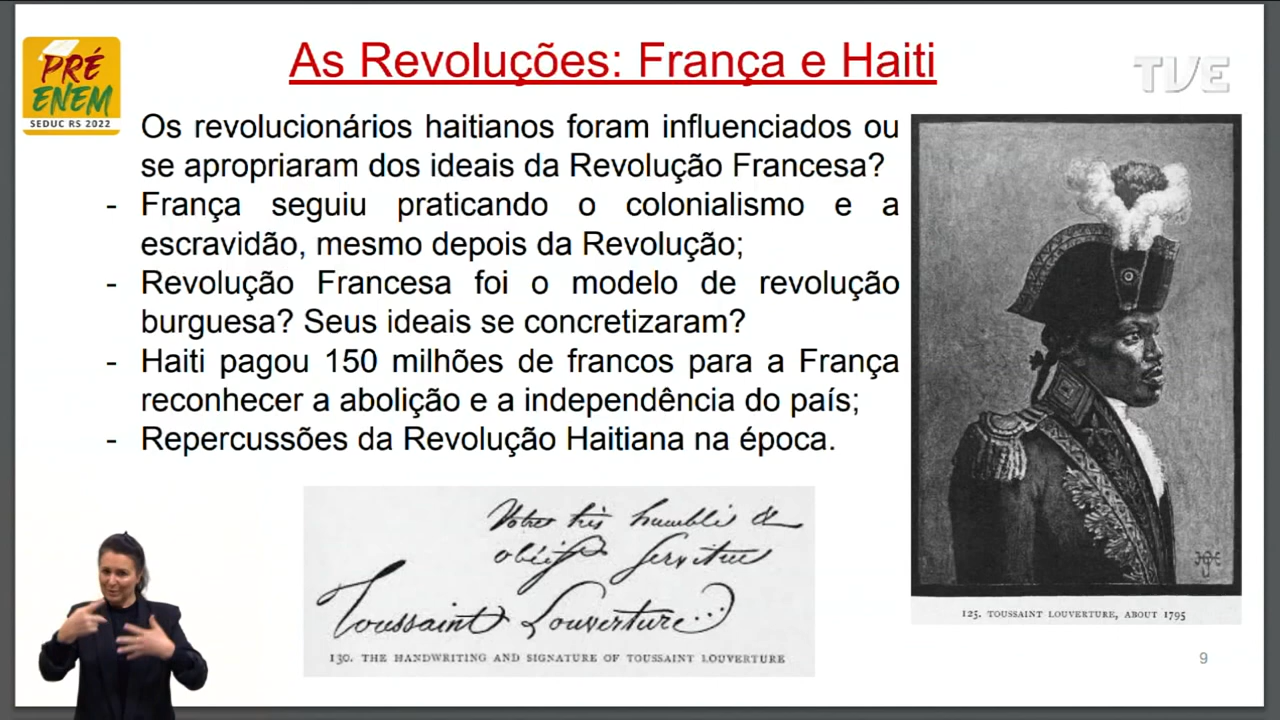 PRÉ
ENEM
SEDUC RS 2022
As Revoluções: França e Haiti
TVE
Os revolucionários haitianos foram influenciados ou
se apropriaram dos ideais da Revolução Francesa?
- França seguiu praticando o colonialismo e a
escravidão, mesmo depois da Revolução;
- Revolução Francesa foi o modelo de revolução
burguesa? Seus ideais se concretizaram?
- Haiti pagou 150 milhões de francos para a França
reconhecer a abolição e a independência do país;
- Repercussões da Revolução Haitiana na época.
Votre très humble &
Servitue
Toussaint Louverture
130. THE HANDWRITING AND SIGNATURE OF TOUSSAINT LOUVERTURE
125. TOUSSAINT LOUVERTURE, ABOUT 1795
9